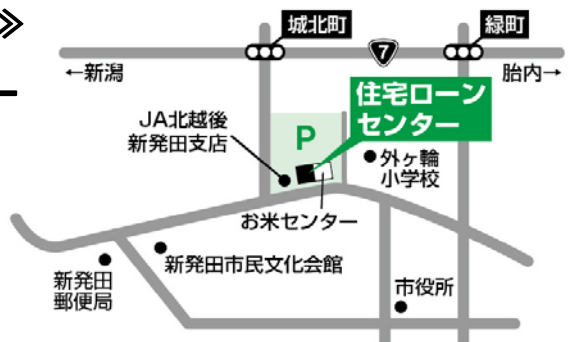 ≫
城北町
緑町
7
←新潟
胎内→
住宅ローン
センター
JA北越後
新発田支店
P
外ヶ輪
小学校
お米センター
新発田市民文化会館
新発田
郵便局
市役所